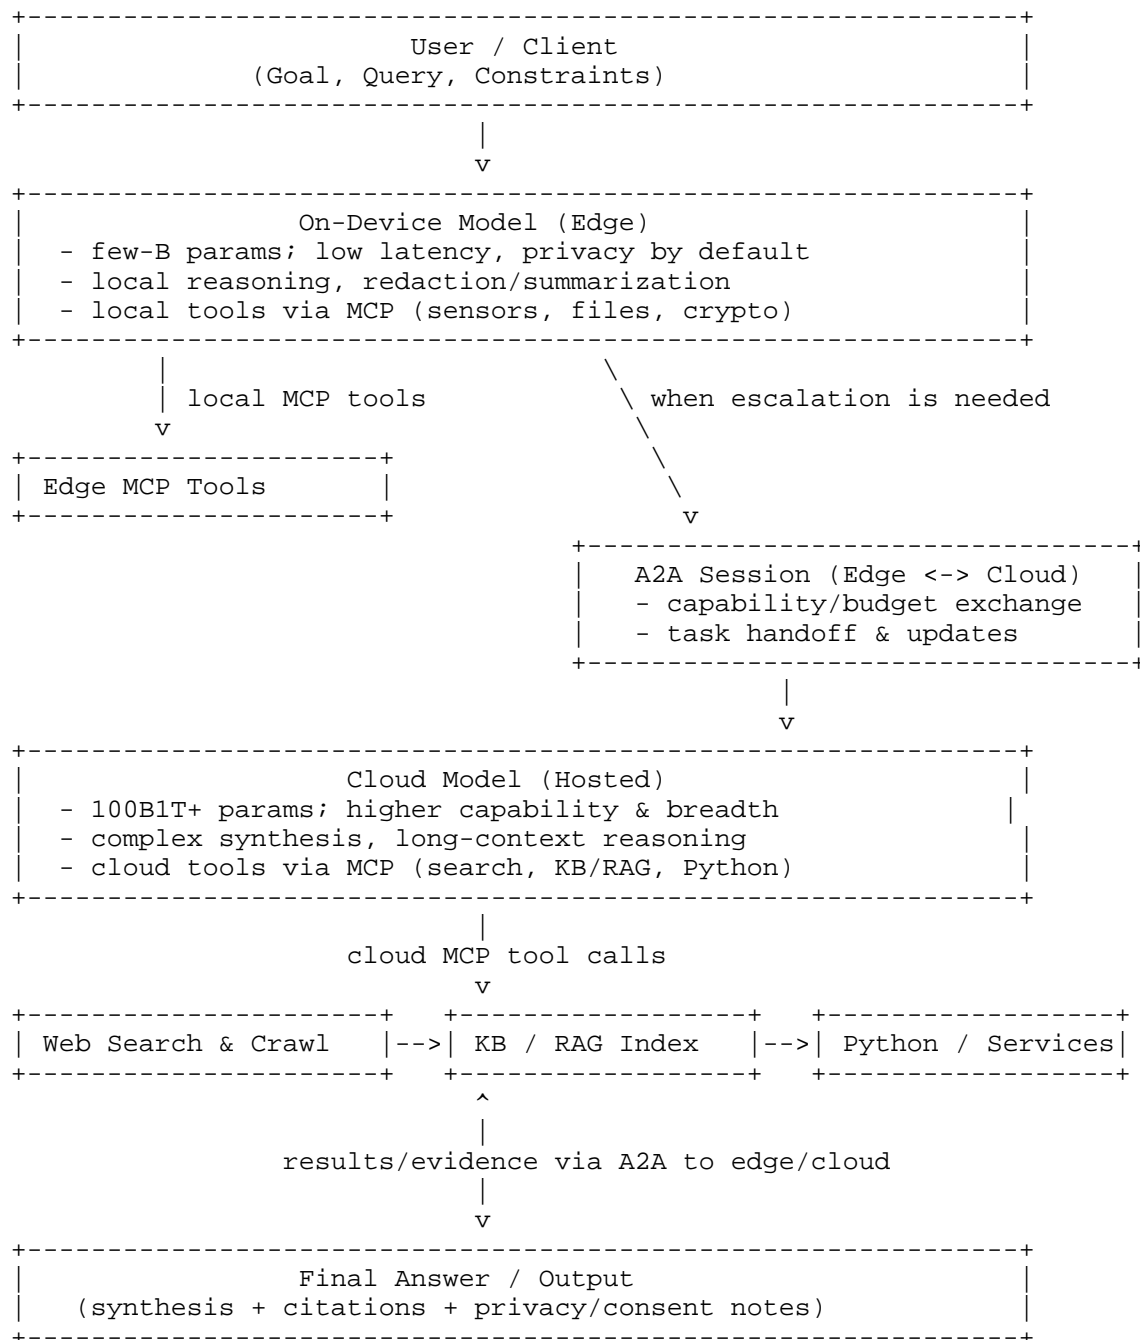 User / Client
(Goal, Query, Constraints)
On-Device Model (Edge)
- few-B params; low latency, privacy by default
- local reasoning, redaction/summarization
- local tools via MCP (sensors, files, crypto)
local MCP tools
when escalation is needed
Edge MCP Tools
A2A Session (Edge <-> Cloud)
- capability/budget exchange
- task handoff & updates
Cloud Model (Hosted)
- 100B1T+ params; higher capability & breadth
- complex synthesis, long-context reasoning
- cloud tools via MCP (search, KB/RAG, Python)
cloud MCP tool calls
Web Search & Crawl
KB / RAG Index
Python / Services
results/evidence via A2A to edge/cloud
Final Answer / Output
(synthesis + citations + privacy/consent notes)